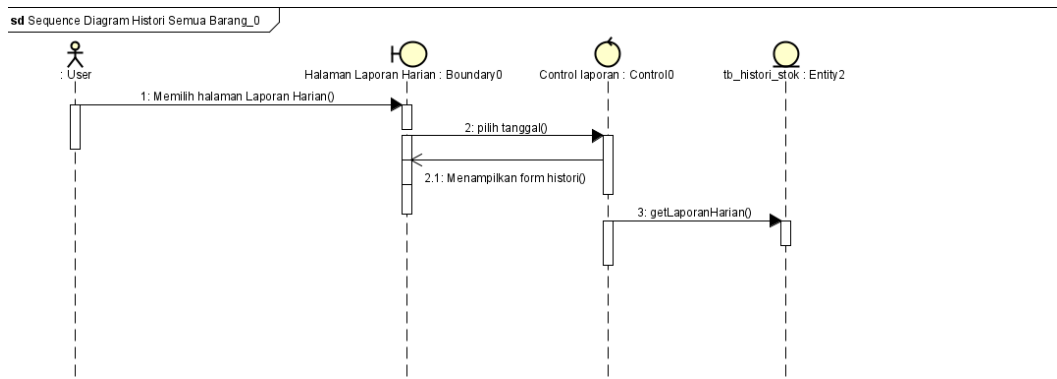 sd Sequence Diagram Histori Semua Barang_0
: User
Halaman Laporan Harian : Boundary0
Control laporan : Control0
tb_histori_stok : Entity2
1: Memilih halaman Laporan Harian()
2: pilih tanggal()
2.1: Menampilkan form histori()
3: getLaporanHarian()